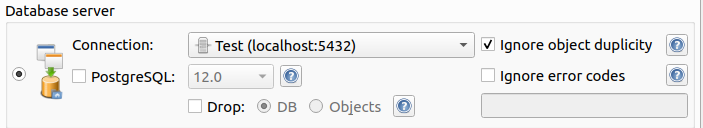 Database server
Connection: Test (localhost:5432) Ignore object duplicity
PostgreSQL: 12.0 Ignore error codes
Drop: DB Objects